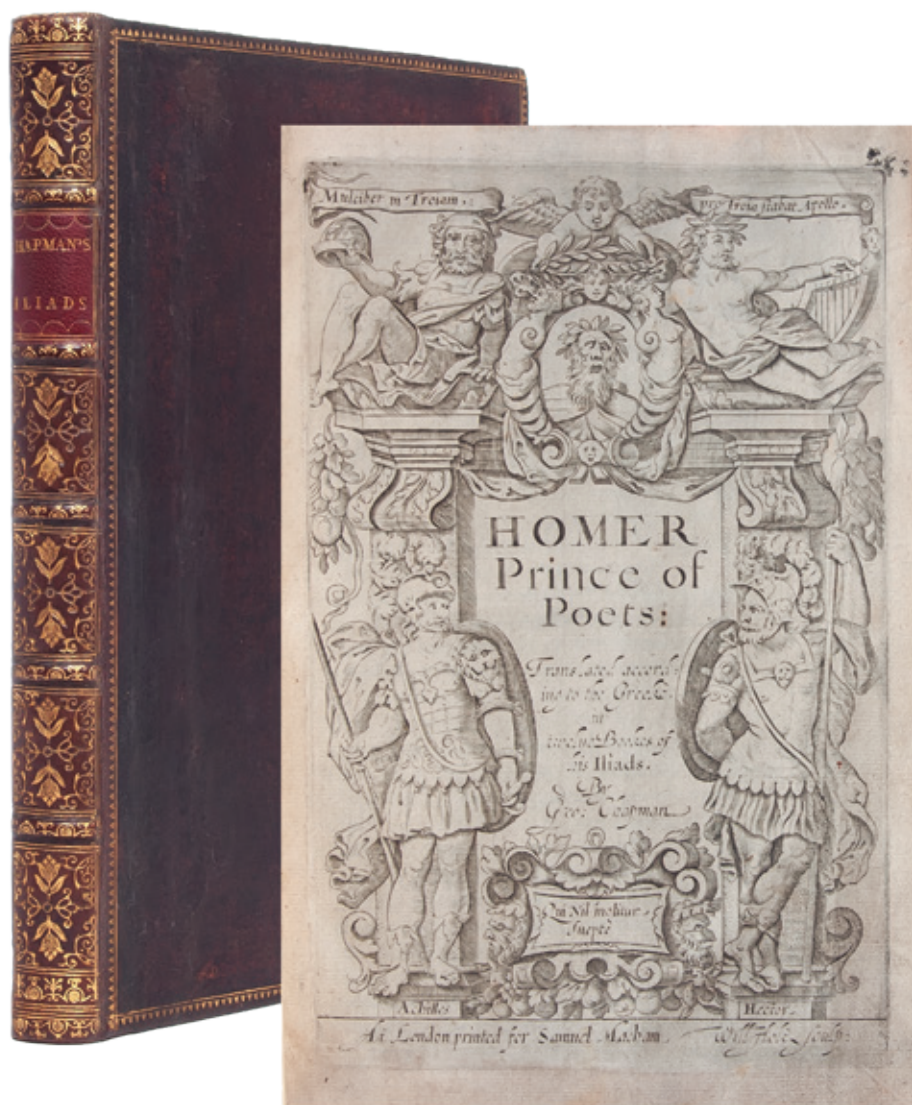 HAPMAN'S
ILIADS
Mulciber in Troiam.
pro Troia stabat Apollo.
HOMER
Prince of
Poets:
Translated accord-
ing to the Greeke.
in
twelue Bookes of
his Iliads.
By
Geo: Chapman
Qui Nil molitur
Ineptè
Achilles
Hector.
At London printed for Samuel Macham.
Will Hole sculp: